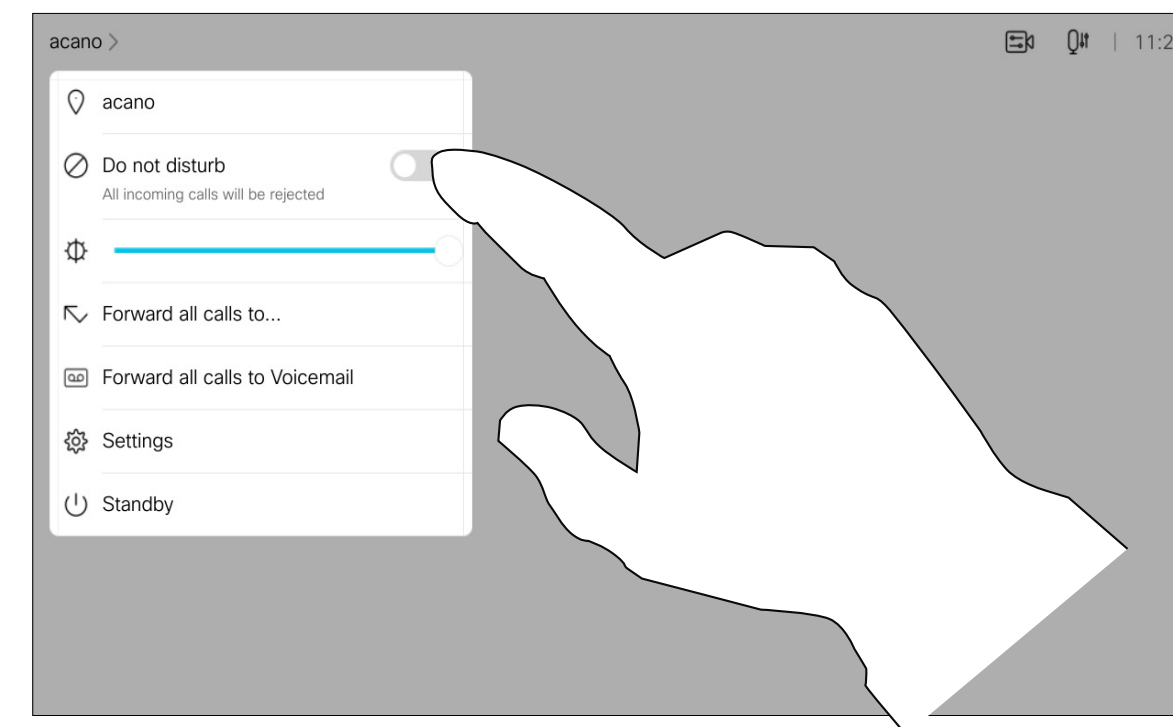 acano >
11:2
acano
Do not disturb
All incoming calls will be rejected
Forward all calls to...
Forward all calls to Voicemail
Settings
Standby